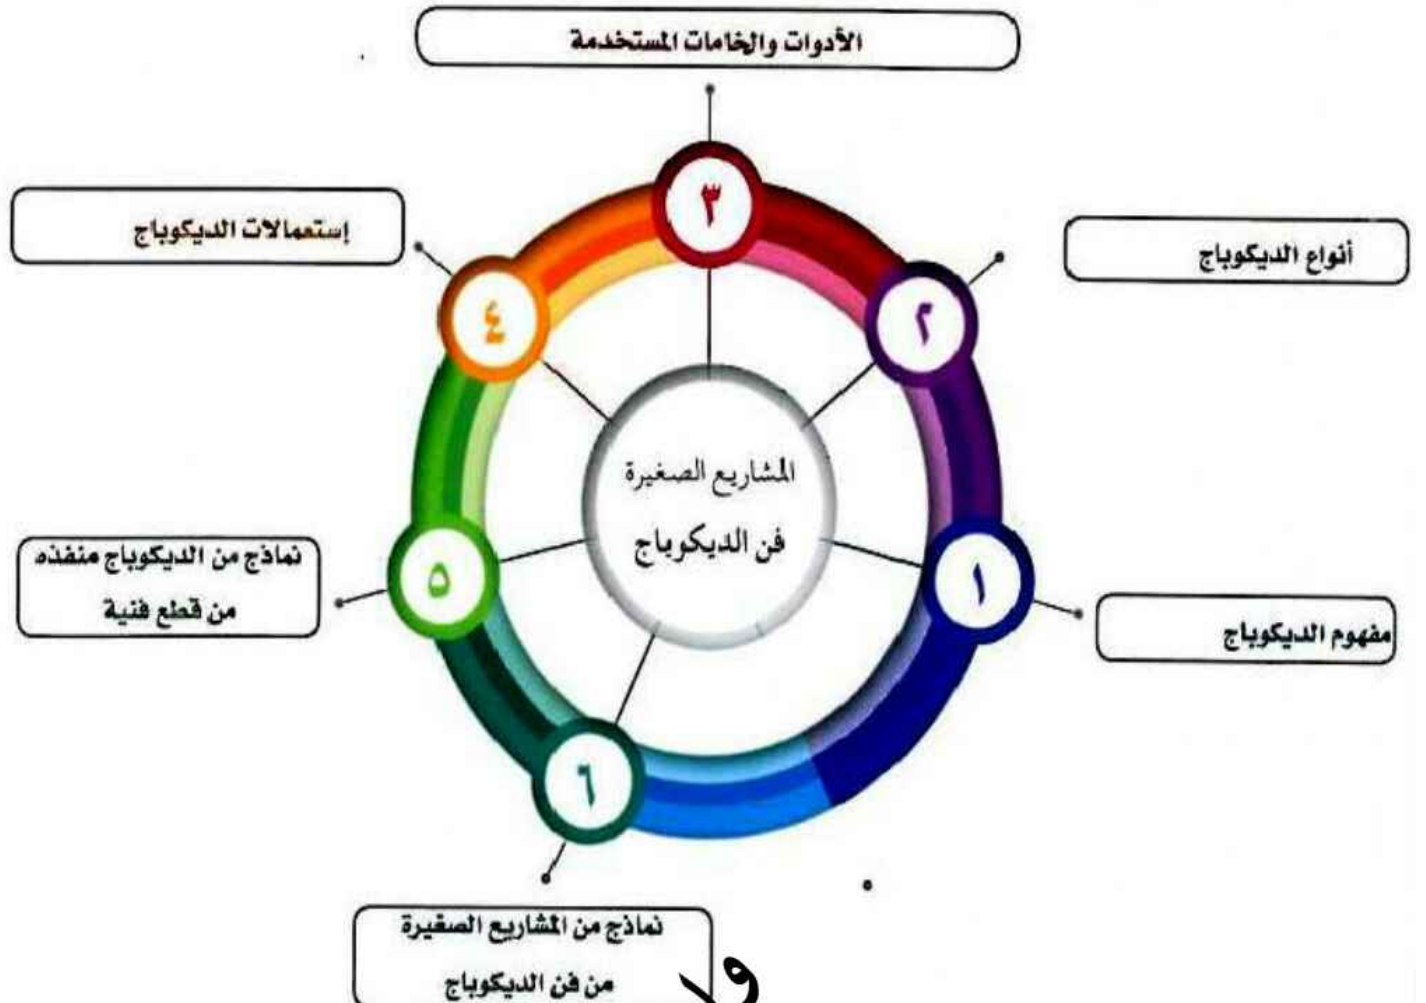 الأدوات والخامات المستخدمة
٣
إستعمالات الديكوباج
٤
أنواع الديكوباج
٢
المشاريع الصغيرة
فن الديكوباج
نماذج من الديكوباج منفذه
من قطع فنية
٥
مفهوم الديكوباج
١
٦
نماذج من المشاريع الصغيرة
من فن الديكوباج